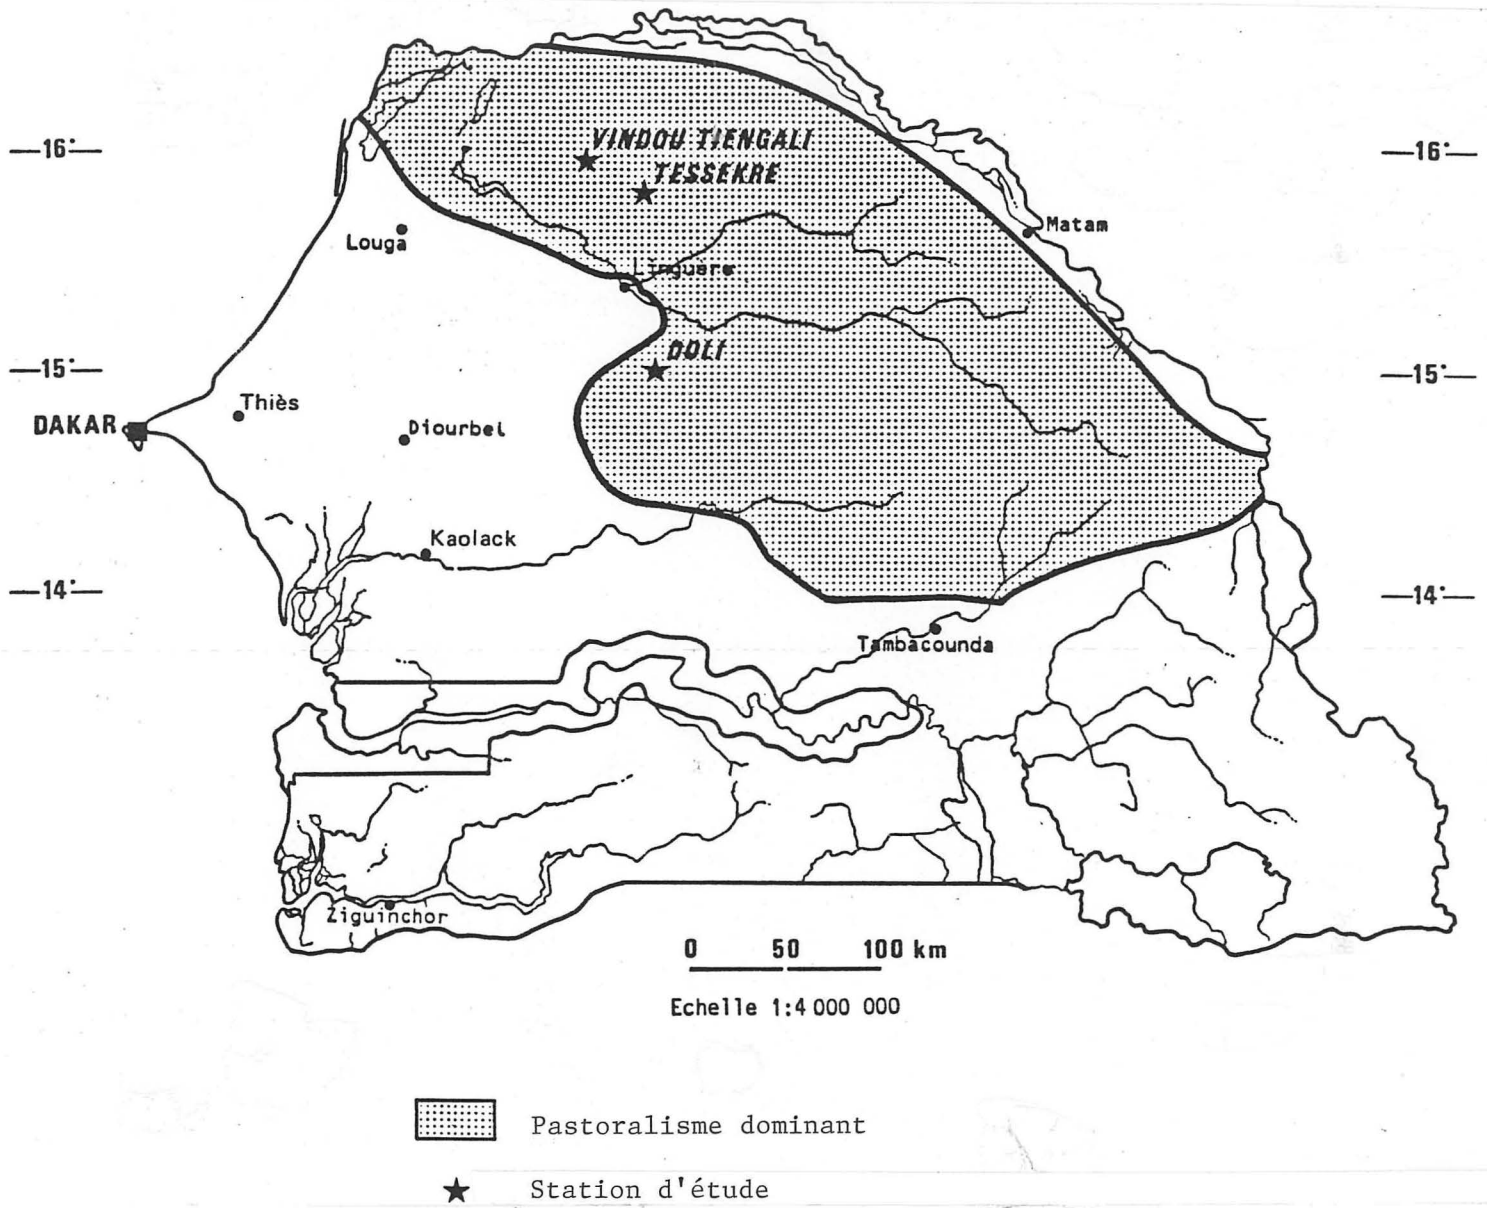 VINDOU TIENGALI
—16°—
—16°—
TESSEKRE
Matam
Louga
Linguère
DOLI
—15°—
—15°—
Thiès
DAKAR
Diourbel
Kaolack
—14°—
—14°—
Tambacounda
Ziguinchor
0 50 100 km
Echelle 1:4 000 000
Pastoralisme dominant
Station d'étude